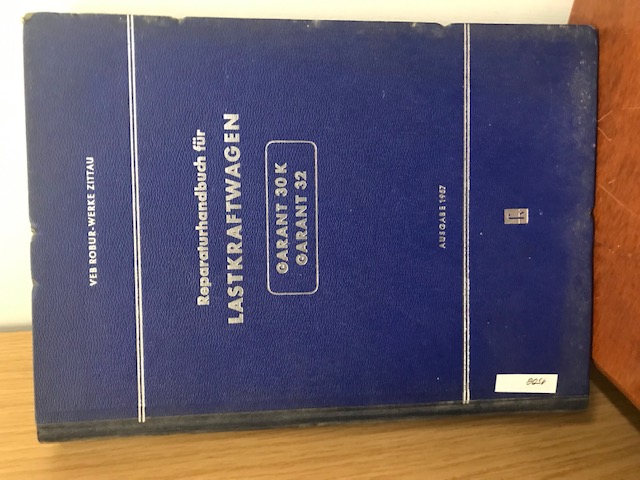 VEB ROBUR-WERKE ZITTAU
Reparaturhandbuch für
LASTKRAFTWAGEN
GARANT 30 K
GARANT 32
AUSGABE 1957